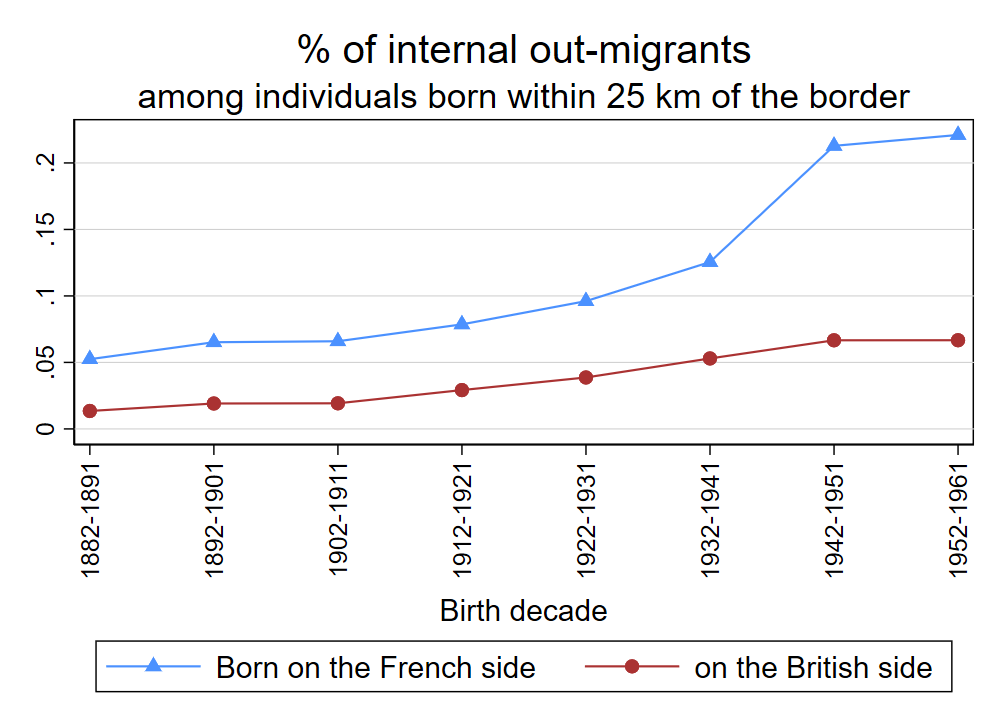 % of internal out-migrants
among individuals born within 25 km of the border
.2
.15
.1
.05
0
1882-1891
1892-1901
1902-1911
1912-1921
1922-1931
1932-1941
1942-1951
1952-1961
Birth decade
Born on the French side
on the British side